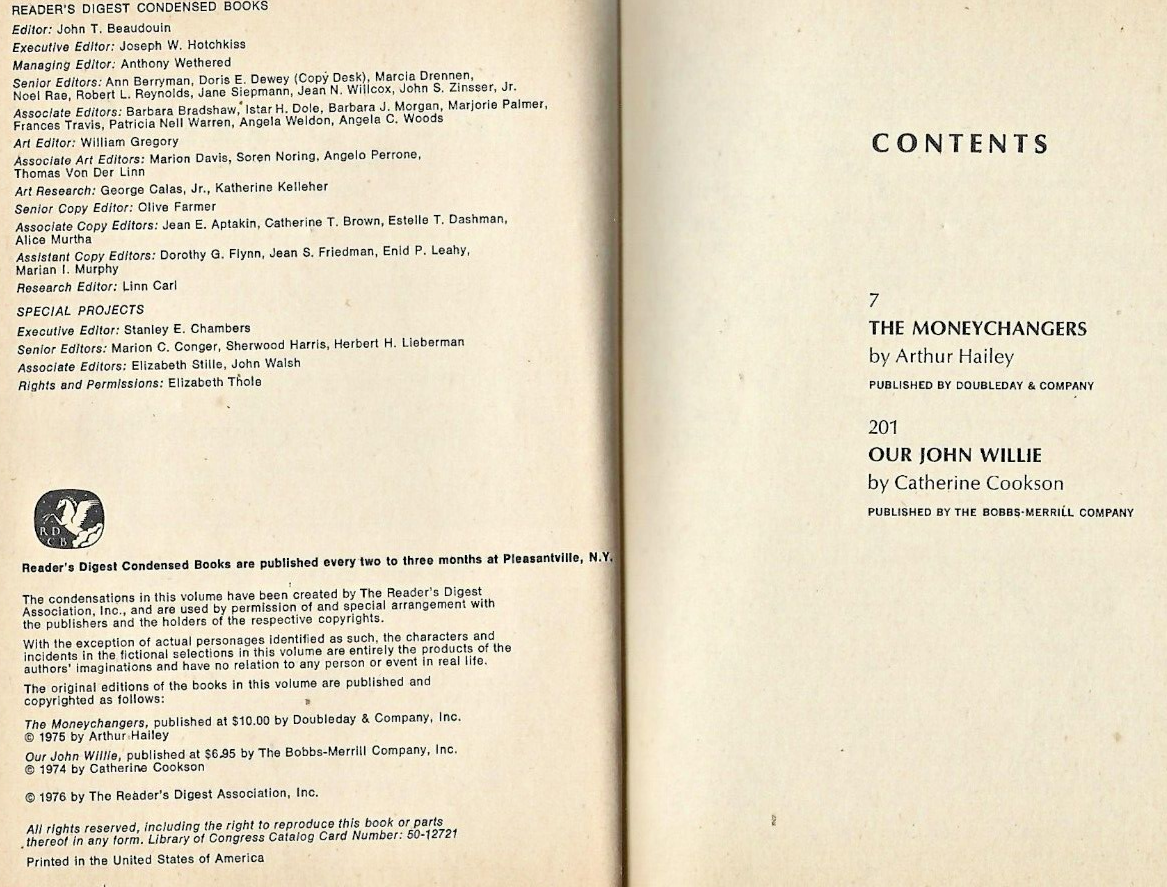 READER'S DIGEST CONDENSED BOOKS
Editor: John T. Beaudouin
Executive Editor: Joseph W. Hotchkiss
Managing Editor: Anthony Wethered
Senior Editors: Ann Berryman, Doris E. Dewey (Copy Desk), Marcia Drennen,
Noel Rae, Robert L. Reynolds, Jane Siepmann, Jean N. Willcox, John S. Zinsser, Jr.
Associate Editors: Barbara Bradshaw, Istar H. Dole, Barbara J. Morgan, Marjorie Palmer,
Frances Travis, Patricia Nell Warren, Angela Weldon, Angela C. Woods
Art Editor: William Gregory
Associate Art Editors: Marion Davis, Soren Noring, Angelo Perrone,
Thomas Von Der Linn
Art Research: George Calas, Jr., Katherine Kelleher
Senior Copy Editor: Olive Farmer
Associate Copy Editors: Jean E. Aptakin, Catherine T. Brown, Estelle T. Dashman,
Alice Murtha
Assistant Copy Editors: Dorothy G. Flynn, Jean S. Friedman, Enid P. Leahy,
Marian I. Murphy
Research Editor: Linn Carl
SPECIAL PROJECTS
Executive Editor: Stanley E. Chambers
Senior Editors: Marion C. Conger, Sherwood Harris, Herbert H. Lieberman
Associate Editors: Elizabeth Stille, John Walsh
Rights and Permissions: Elizabeth Thole
RD
CB
Reader's Digest Condensed Books are published every two to three months at Pleasantville, N.Y.
The condensations in this volume have been created by The Reader's Digest
Association, Inc., and are used by permission of and special arrangement with
the publishers and the holders of the respective copyrights.
With the exception of actual personages identified as such, the characters and
incidents in the fictional selections in this volume are entirely the products of the
authors' imaginations and have no relation to any person or event in real life.
The original editions of the books in this volume are published and
copyrighted as follows:
The Moneychangers, published at $10.00 by Doubleday & Company, Inc.
© 1975 by Arthur Hailey
Our John Willie, published at $6.95 by The Bobbs-Merrill Company, Inc.
© 1974 by Catherine Cookson
© 1976 by The Reader's Digest Association, Inc.
All rights reserved, including the right to reproduce this book or parts
thereof in any form. Library of Congress Catalog Card Number: 50-12721
Printed in the United States of America
CONTENTS
7
THE MONEYCHANGERS
by Arthur Hailey
PUBLISHED BY DOUBLEDAY & COMPANY
201
OUR JOHN WILLIE
by Catherine Cookson
PUBLISHED BY THE BOBBS-MERRILL COMPANY